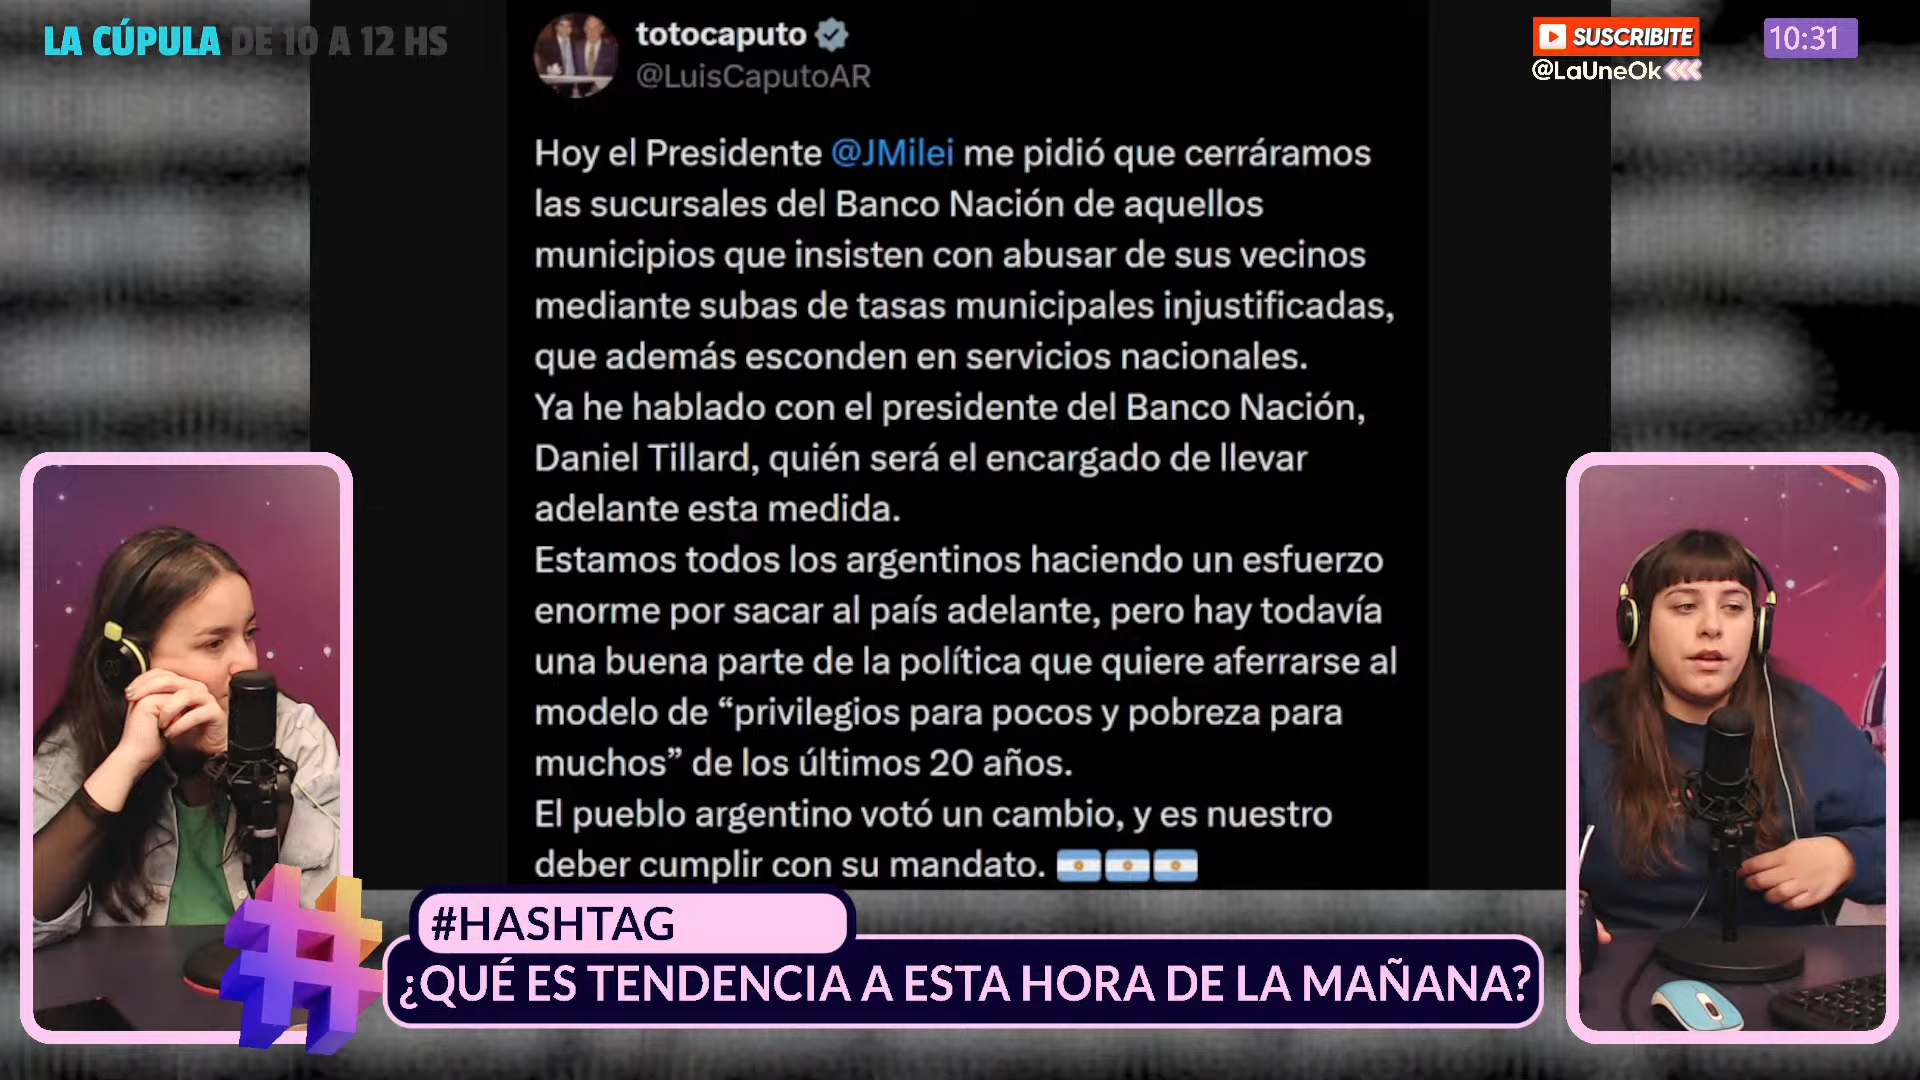 LA CÚPULA DE 10 A 12 HS
SUSCRIBITE
@LaUneOk
10:31
totocaputo
@LuisCaputoAR
Hoy el Presidente @JMilei me pidió que cerráramos
las sucursales del Banco Nación de aquellos
municipios que insisten con abusar de sus vecinos
mediante subas de tasas municipales injustificadas,
que además esconden en servicios nacionales.
Ya he hablado con el presidente del Banco Nación,
Daniel Tillard, quién será el encargado de llevar
adelante esta medida.
Estamos todos los argentinos haciendo un esfuerzo
enorme por sacar al país adelante, pero hay todavía
una buena parte de la política que quiere aferrarse al
modelo de “privilegios para pocos y pobreza para
muchos” de los últimos 20 años.
El pueblo argentino votó un cambio, y es nuestro
deber cumplir con su mandato.
#HASHTAG
¿QUÉ ES TENDENCIA A ESTA HORA DE LA MAÑANA?